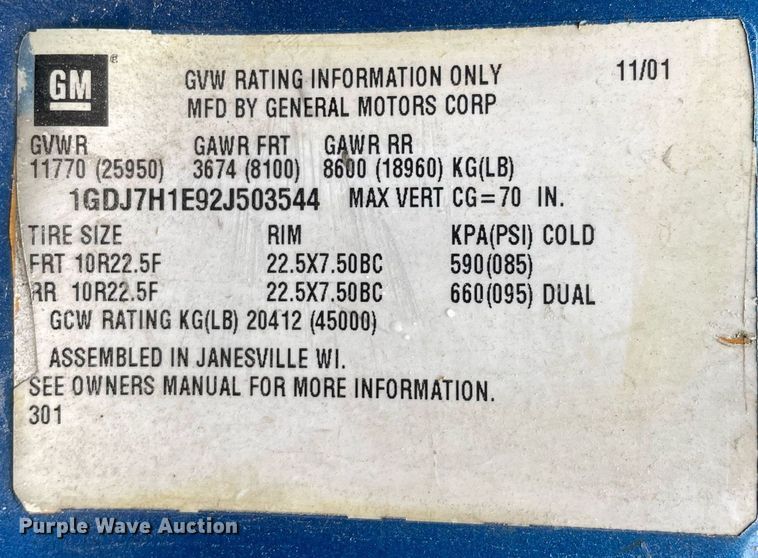 GM® GVW RATING INFORMATION ONLY 11/01
MFD BY GENERAL MOTORS CORP
GVWR GAWR FRT GAWR RR
11770 (25950) 3674 (8100) 8600 (18960) KG(LB)
1GDJ7H1E92J503544 MAX VERT CG=70 IN.
TIRE SIZE RIM KPA(PSI) COLD
FRT 10R22.5F 22.5X7.50BC 590(085)
RR 10R22.5F 22.5X7.50BC 660(095) DUAL
GCW RATING KG(LB) 20412 (45000)
ASSEMBLED IN JANESVILLE WI.
SEE OWNERS MANUAL FOR MORE INFORMATION.
301
Purple Wave Auction